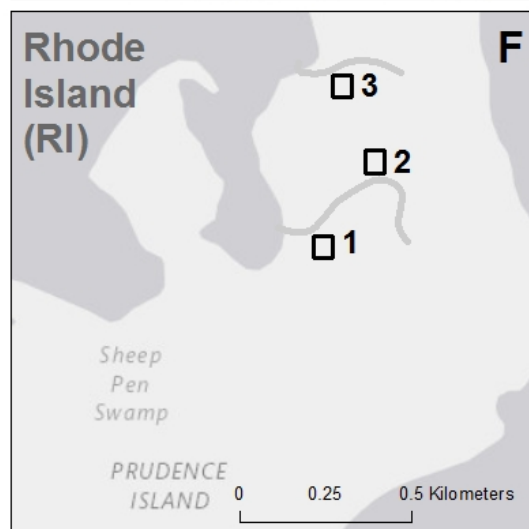 Rhode
Island
(RI)
F
3
2
1
Sheep
Pen
Swamp
PRUDENCE
ISLAND
0 0.25 0.5 Kilometers